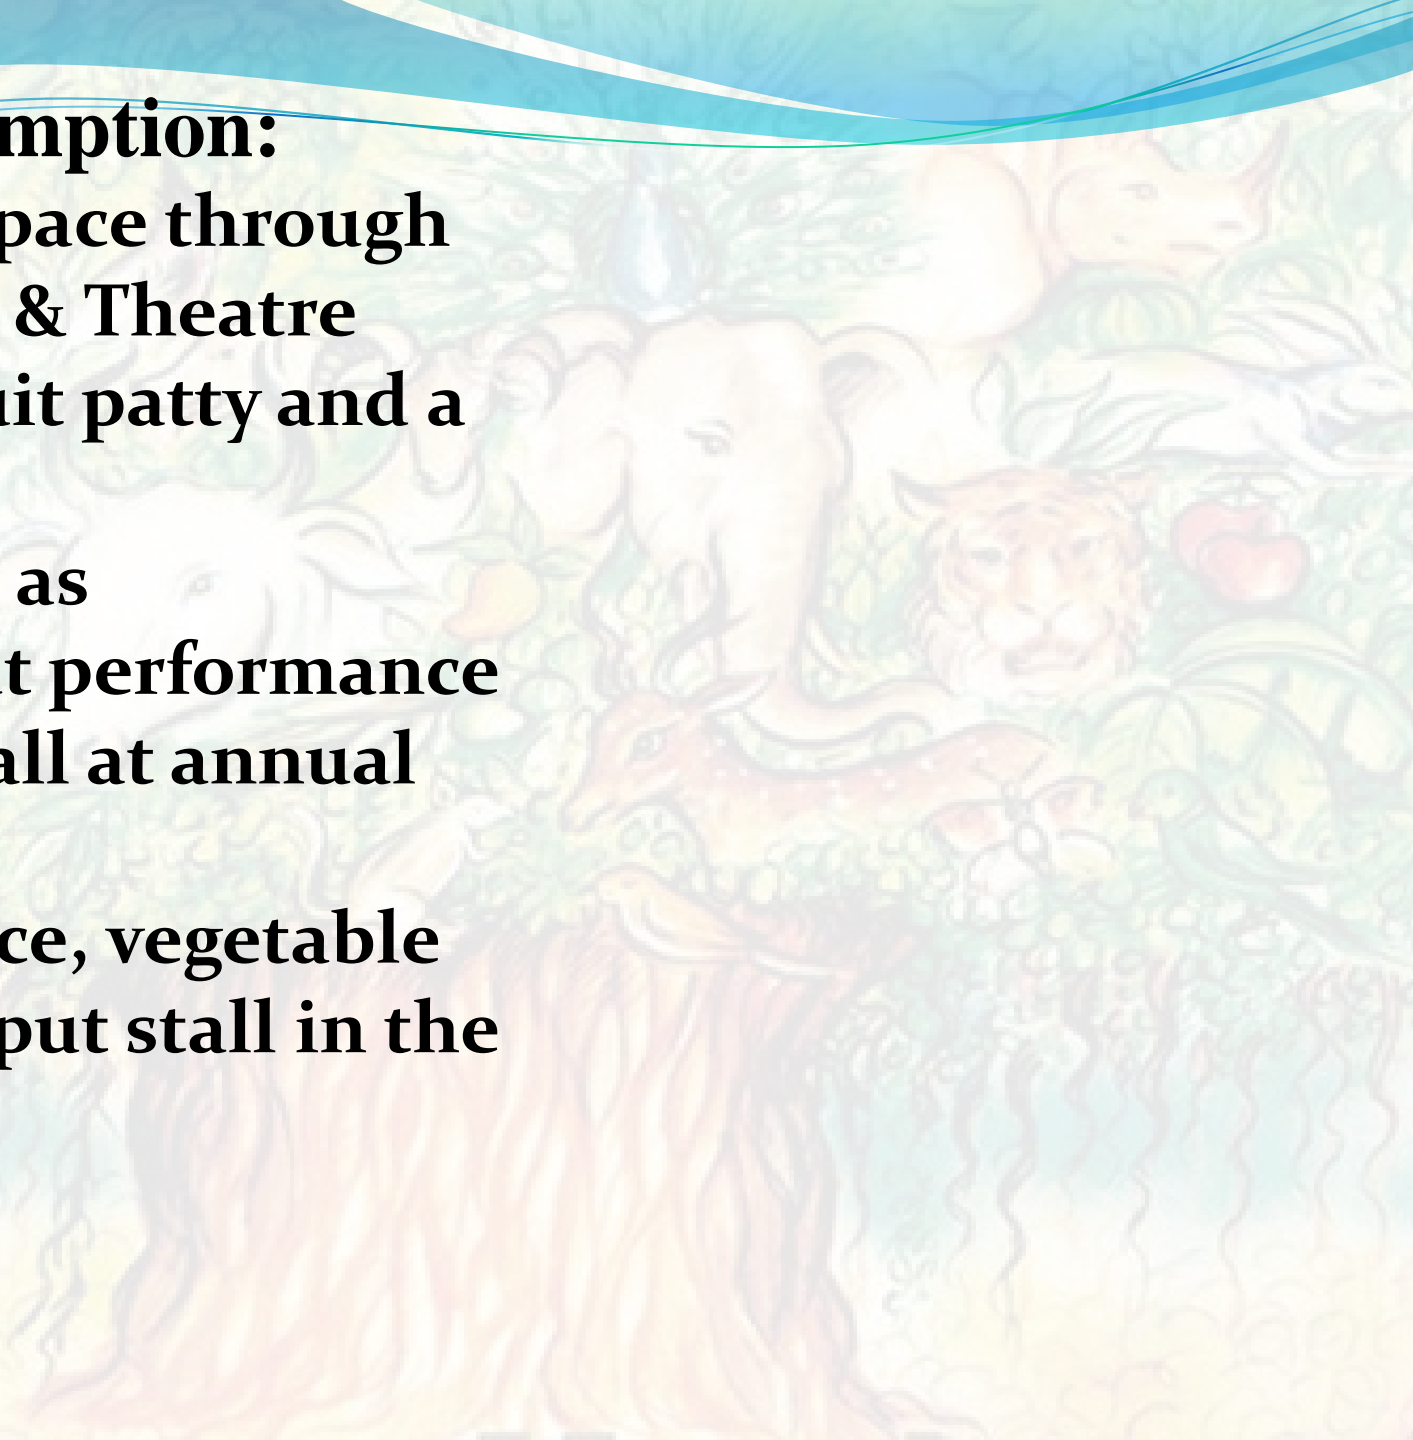 mption:
pace through
& Theatre
uit patty and a
as
t performance
all at annual
ce, vegetable
put stall in the